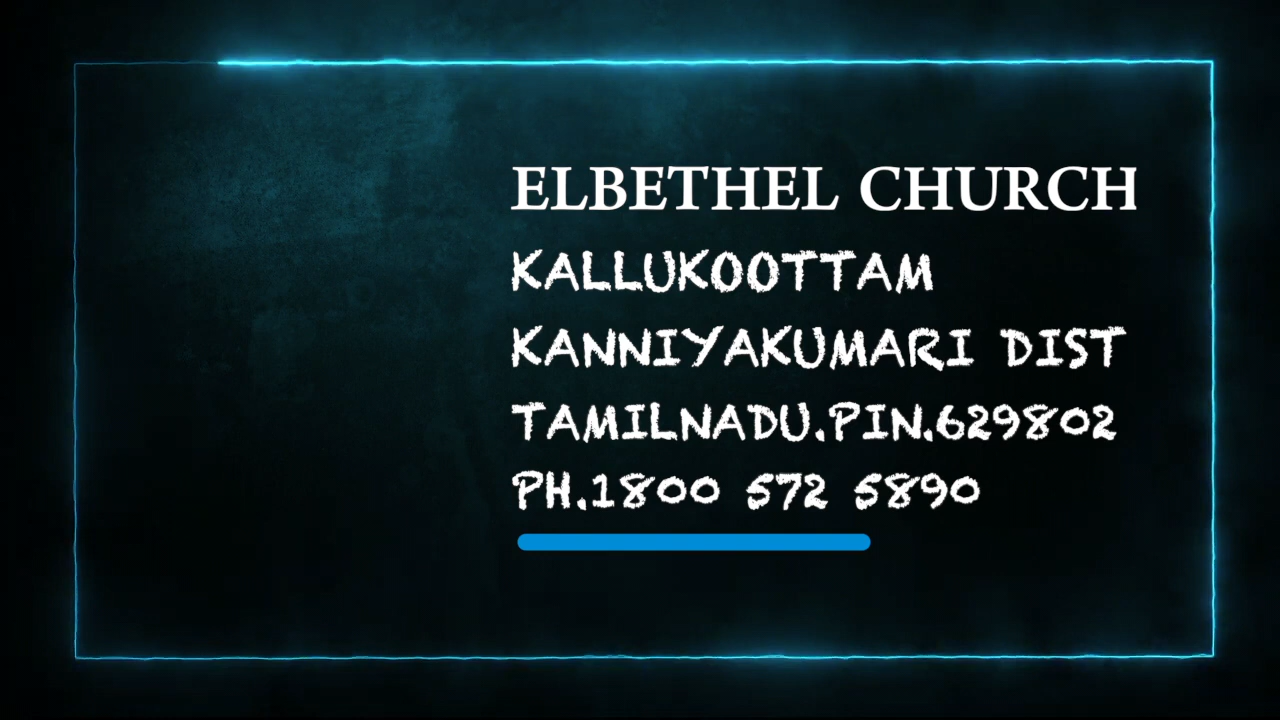 ELBETHEL CHURCH
KALLUKOOTTAM
KANNIYAKUMARI DIST
TAMILNADU.PIN.629802
PH.1800 572 5890